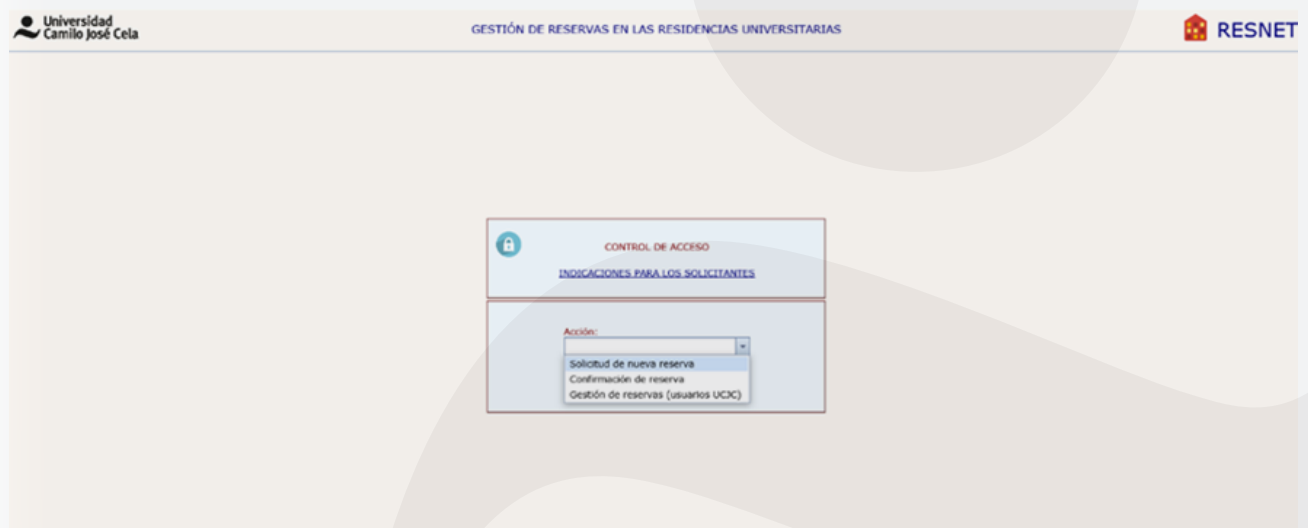 Universidad
Camilo José Cela
GESTIÓN DE RESERVAS EN LAS RESIDENCIAS UNIVERSITARIAS
RESNET
CONTROL DE ACCESO
INDICACIONES PARA LOS SOLICITANTES
Acción:
Solicitud de nueva reserva
Confirmación de reserva
Gestión de reservas (usuarios UCJC)